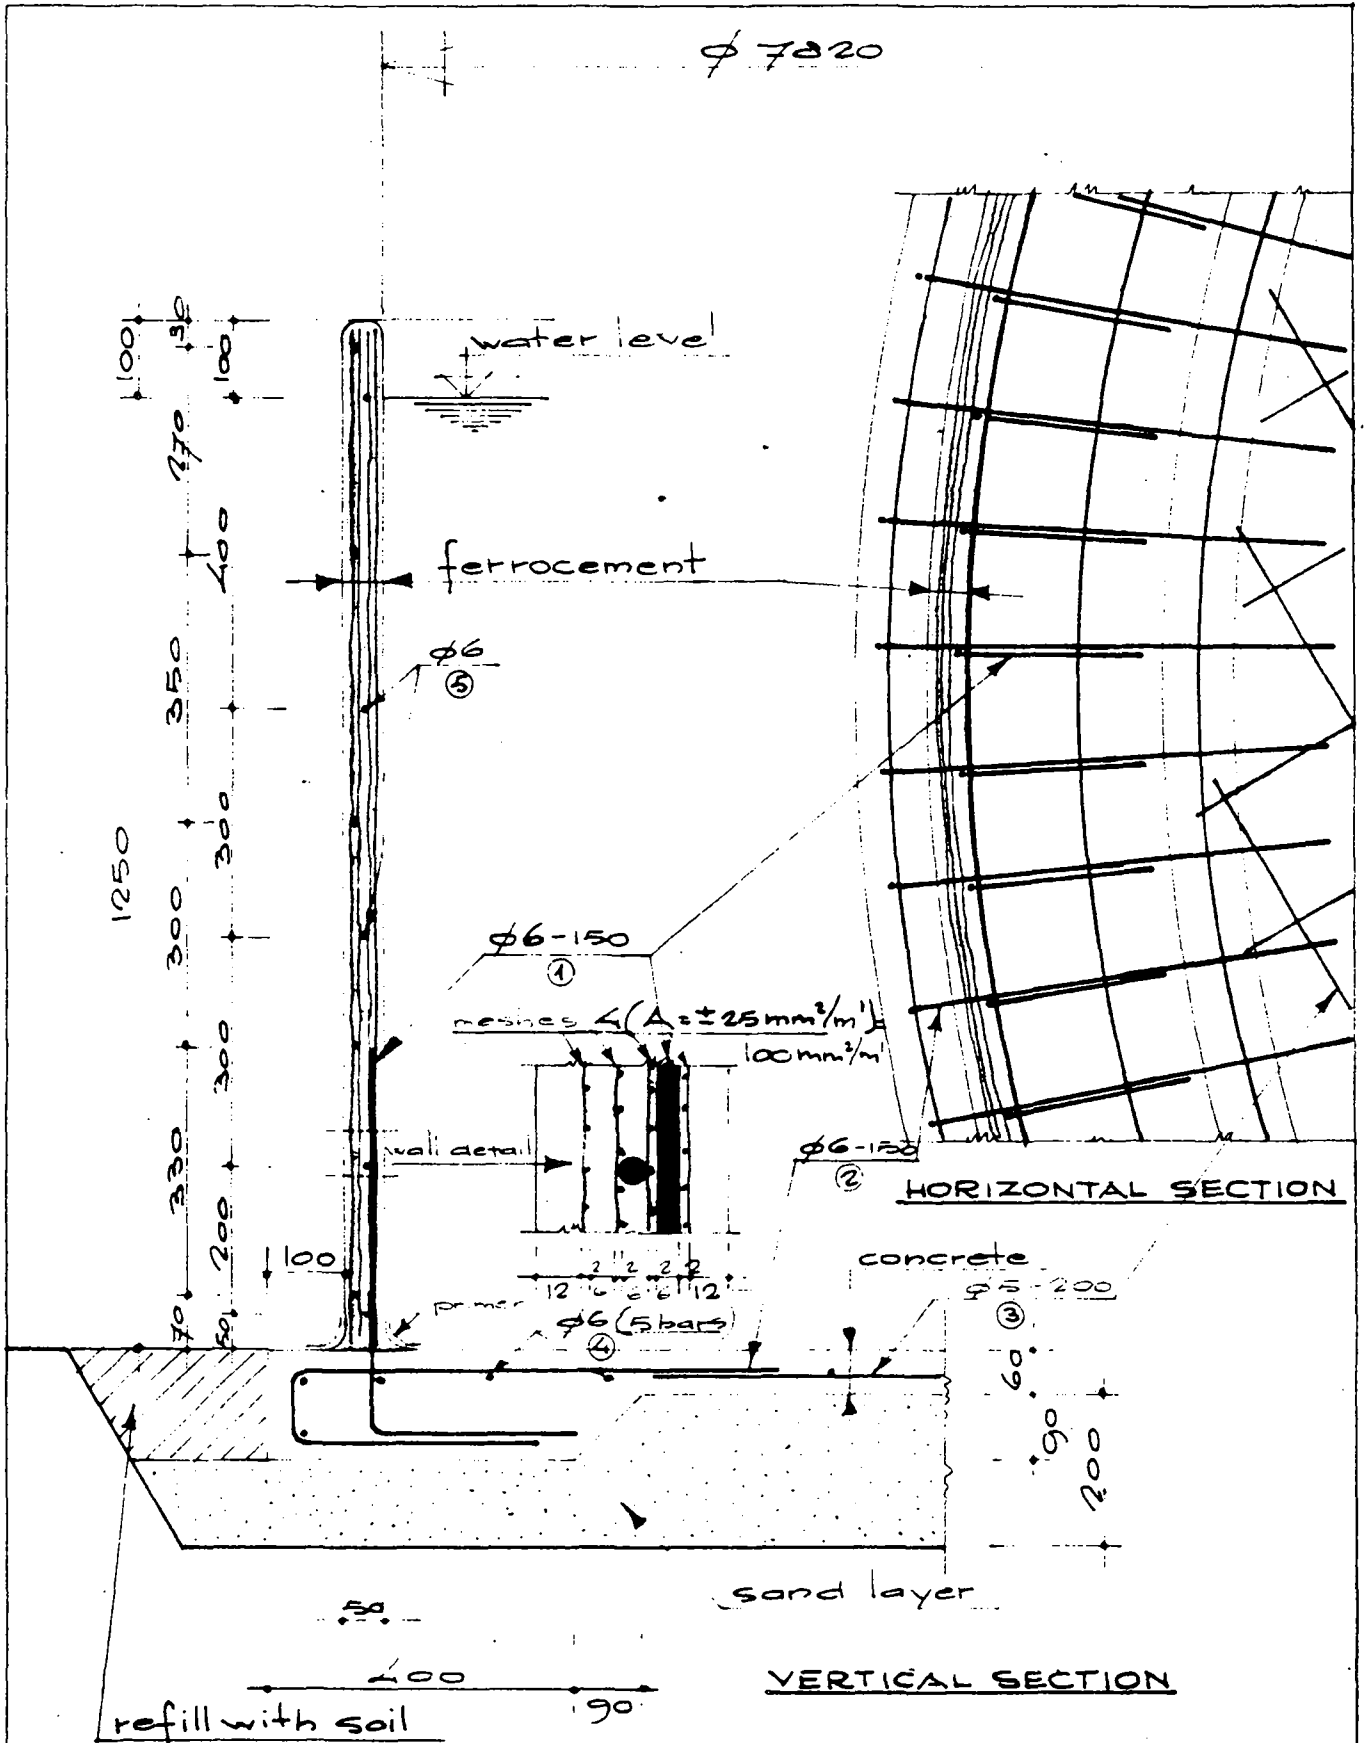 ϕ 7820
water level
100
30
100
270
400
ferrocement
ϕ6
⑤
350
300
1250
300
ϕ6-150
①
meshes 4(A=±25mm²/m')=
100mm²/m'
300
wall detail
330
ϕ6-150
②
HORIZONTAL SECTION
200
100
concrete
2 2 2 2
12 6 6 6 12
primer
ϕ6 (5 bars)
④
ϕ5-200
③
70
50
60
90
200
sand layer
50
400
90
VERTICAL SECTION
refill with soil